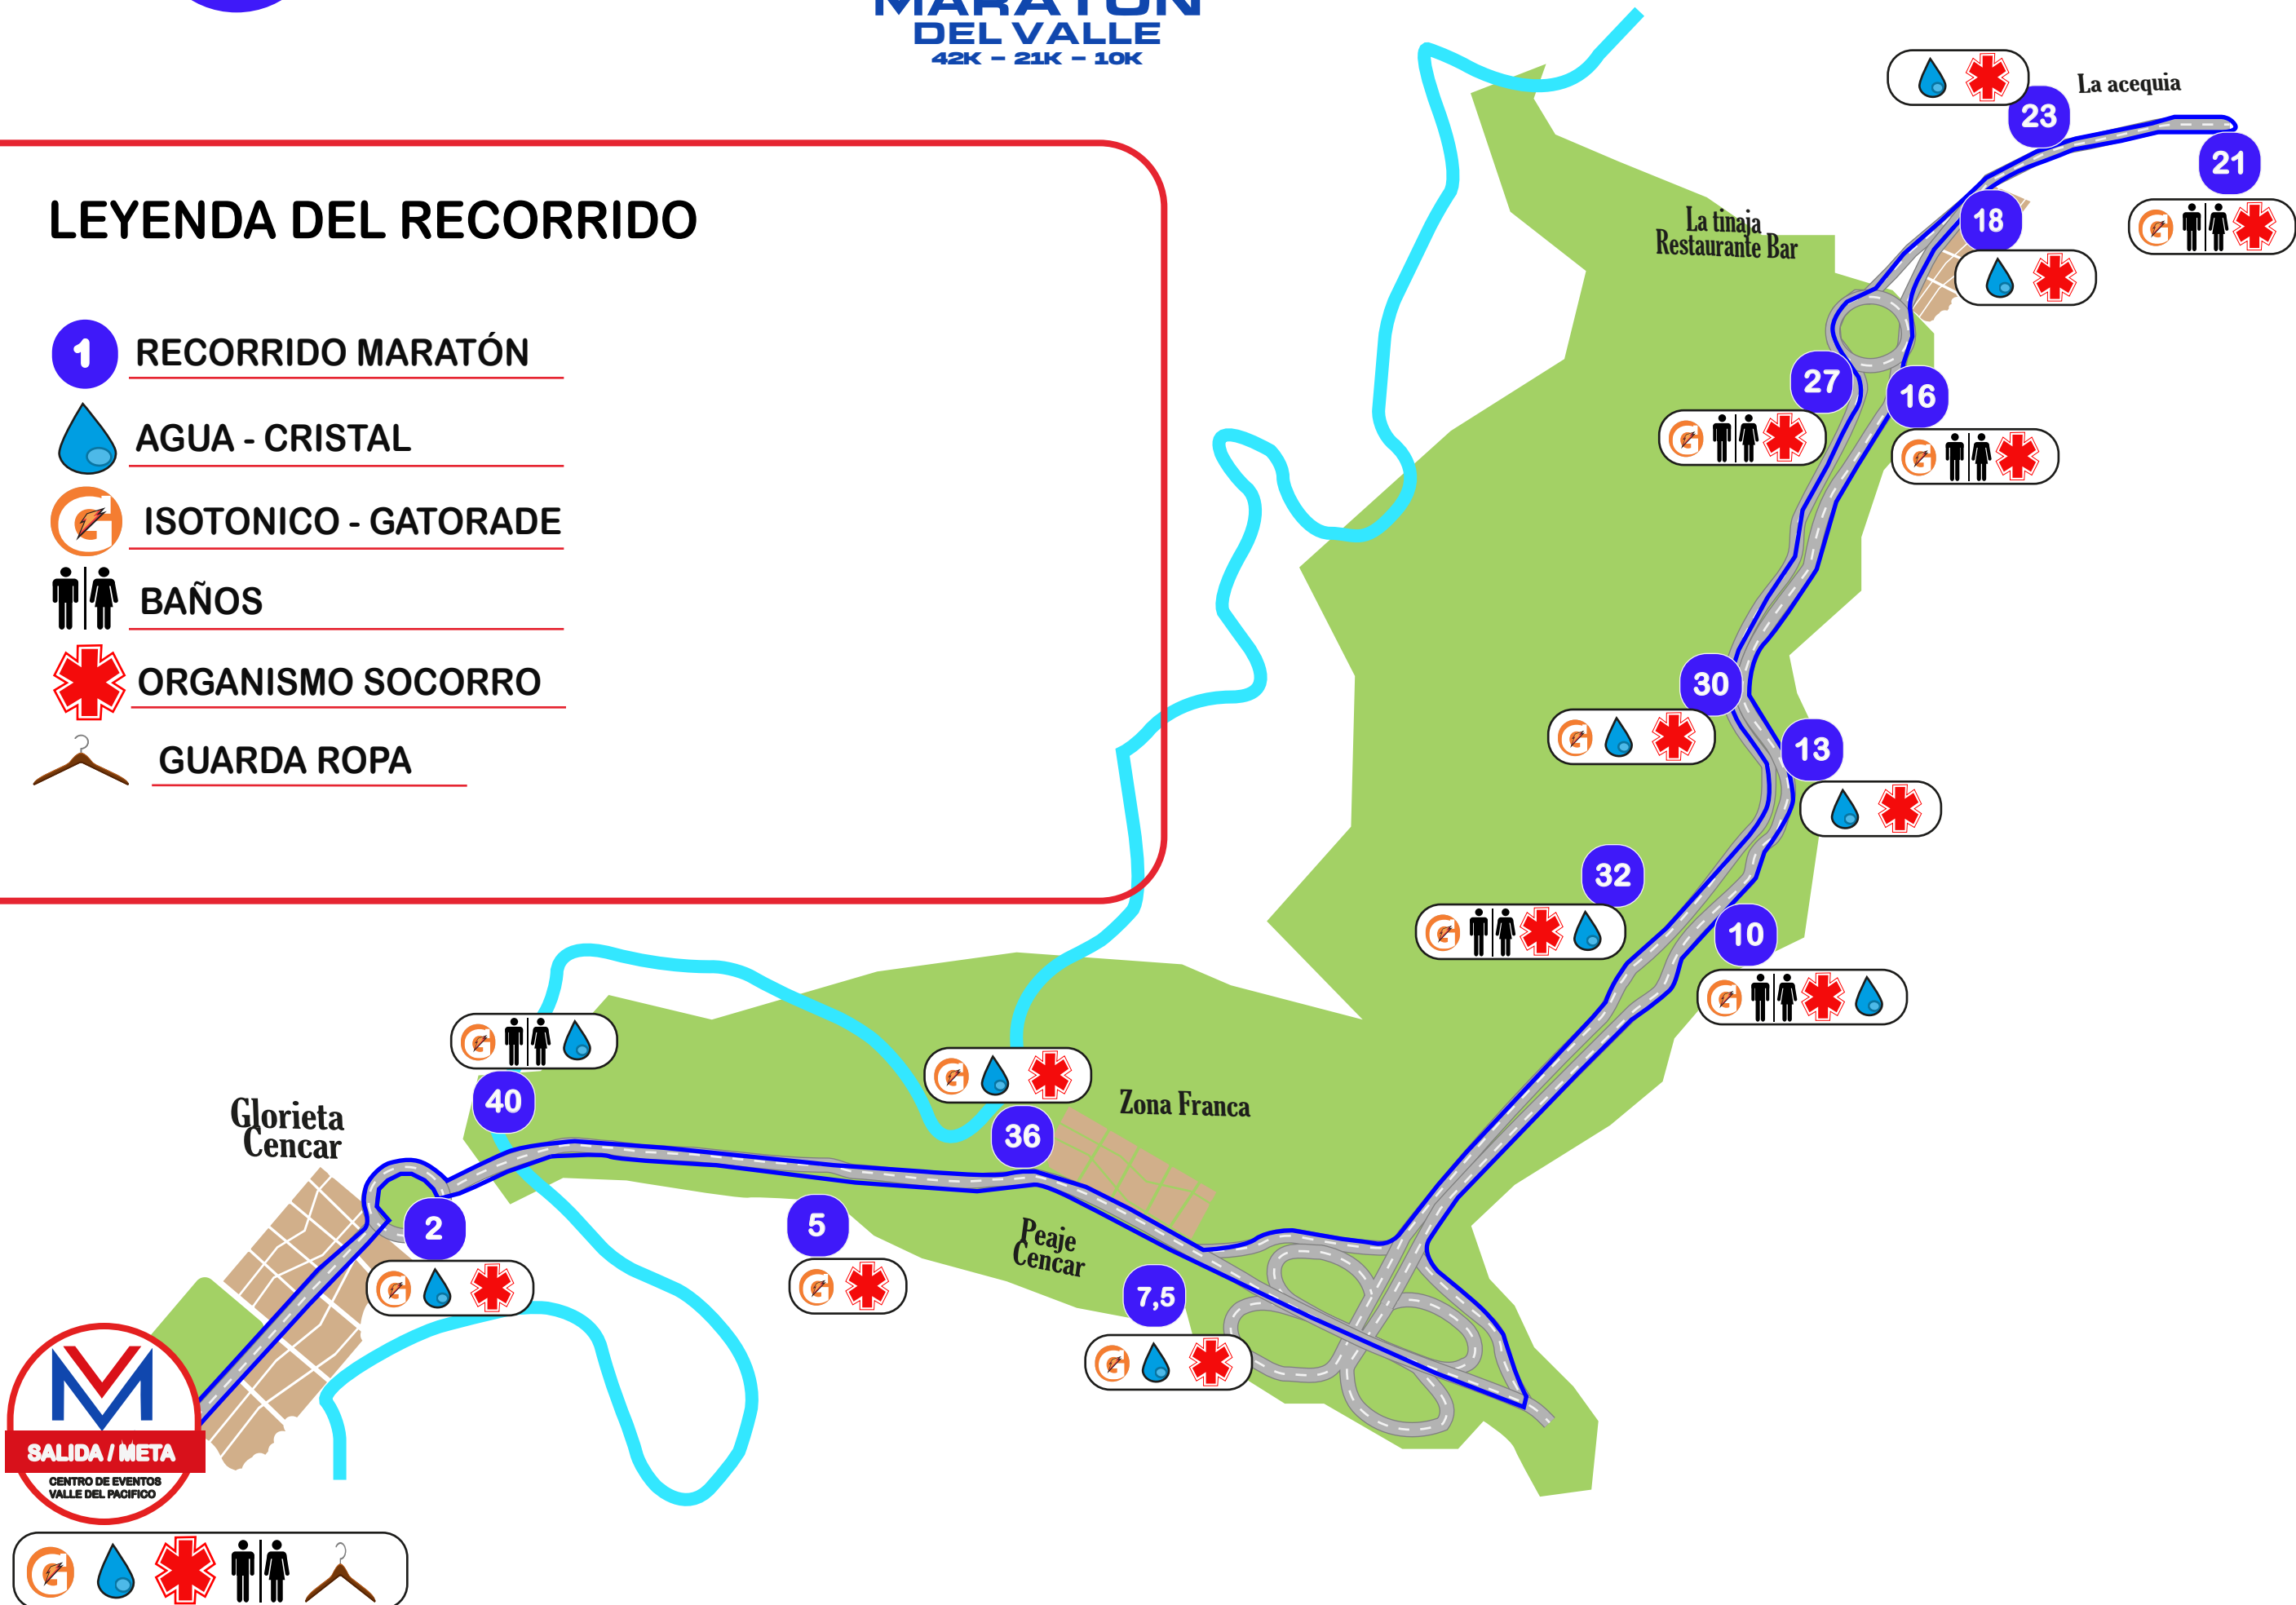 MARATON
DEL VALLE
42K - 21K - 10K
LEYENDA DEL RECORRIDO
1 RECORRIDO MARATÓN
AGUA - CRISTAL
ISOTONICO - GATORADE
BAÑOS
ORGANISMO SOCORRO
GUARDA ROPA
La acequia
23
21
18
La tinaja
Restaurante Bar
27
16
30
13
32
10
40
36
Zona Franca
Glorieta
Cencar
2
5
Peaje
Cencar
7,5
SALIDA / META
CENTRO DE EVENTOS
VALLE DEL PACIFICO